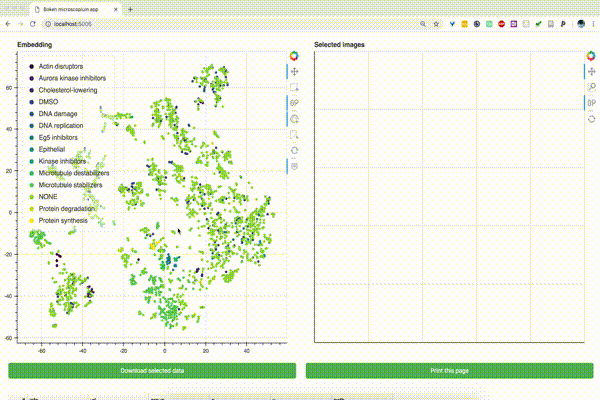 Bokeh microscopium app
localhost:5006
Embedding
Selected images
Actin disruptors
Aurora kinase inhibitors
Cholesterol-lowering
DMSO
DNA damage
DNA replication
Eg5 inhibitors
Epithelial
Kinase inhibitors
Microtubule destabilizers
Microtubule stabilizers
NONE
Protein degradation
Protein synthesis
60
40
20
0
-20
-40
-60
-60
-40
-20
0
20
40
Download selected data
Print this page